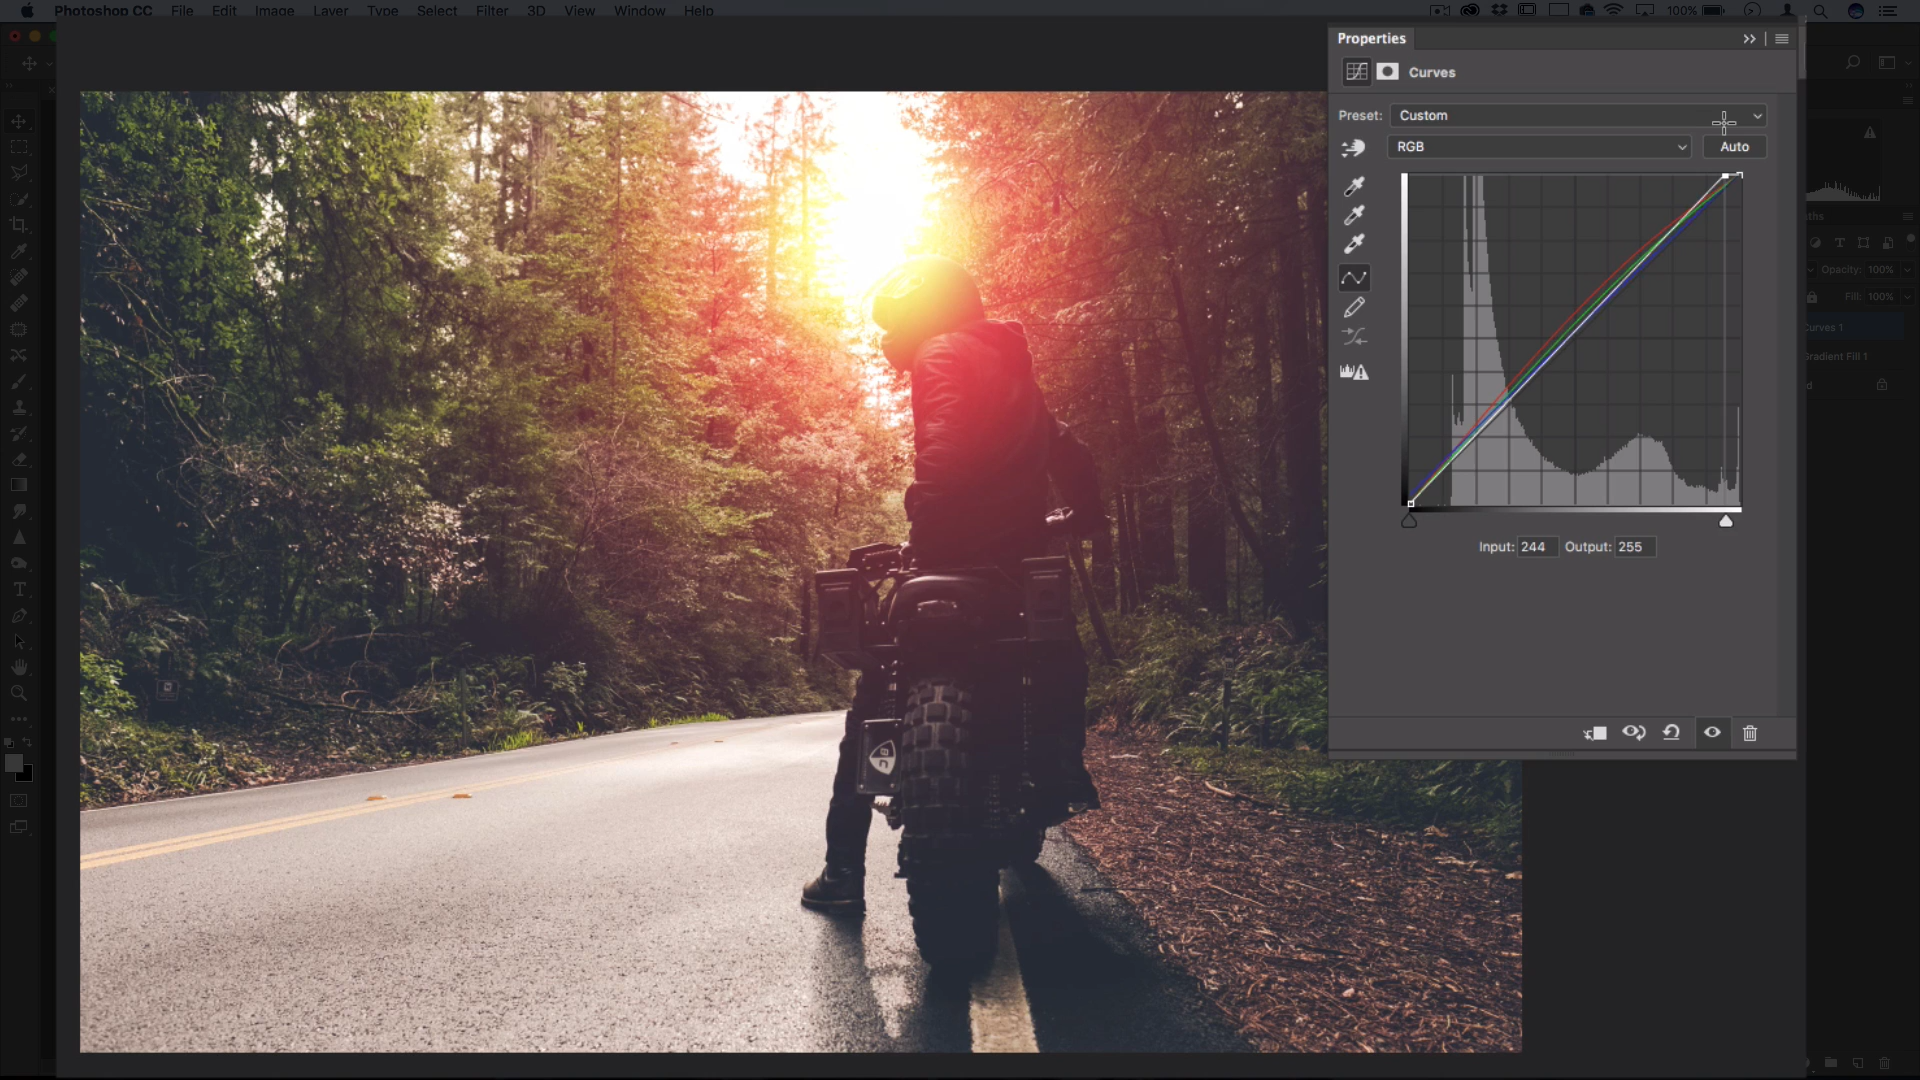 Photoshop CC File Edit Image Layer Type Select Filter 3D View Window Help 100%
Properties
Curves
Preset: Custom
RGB Auto
Opacity: 100%
Fill: 100%
Curves 1
Gradient Fill 1
Input: 244 Output: 255